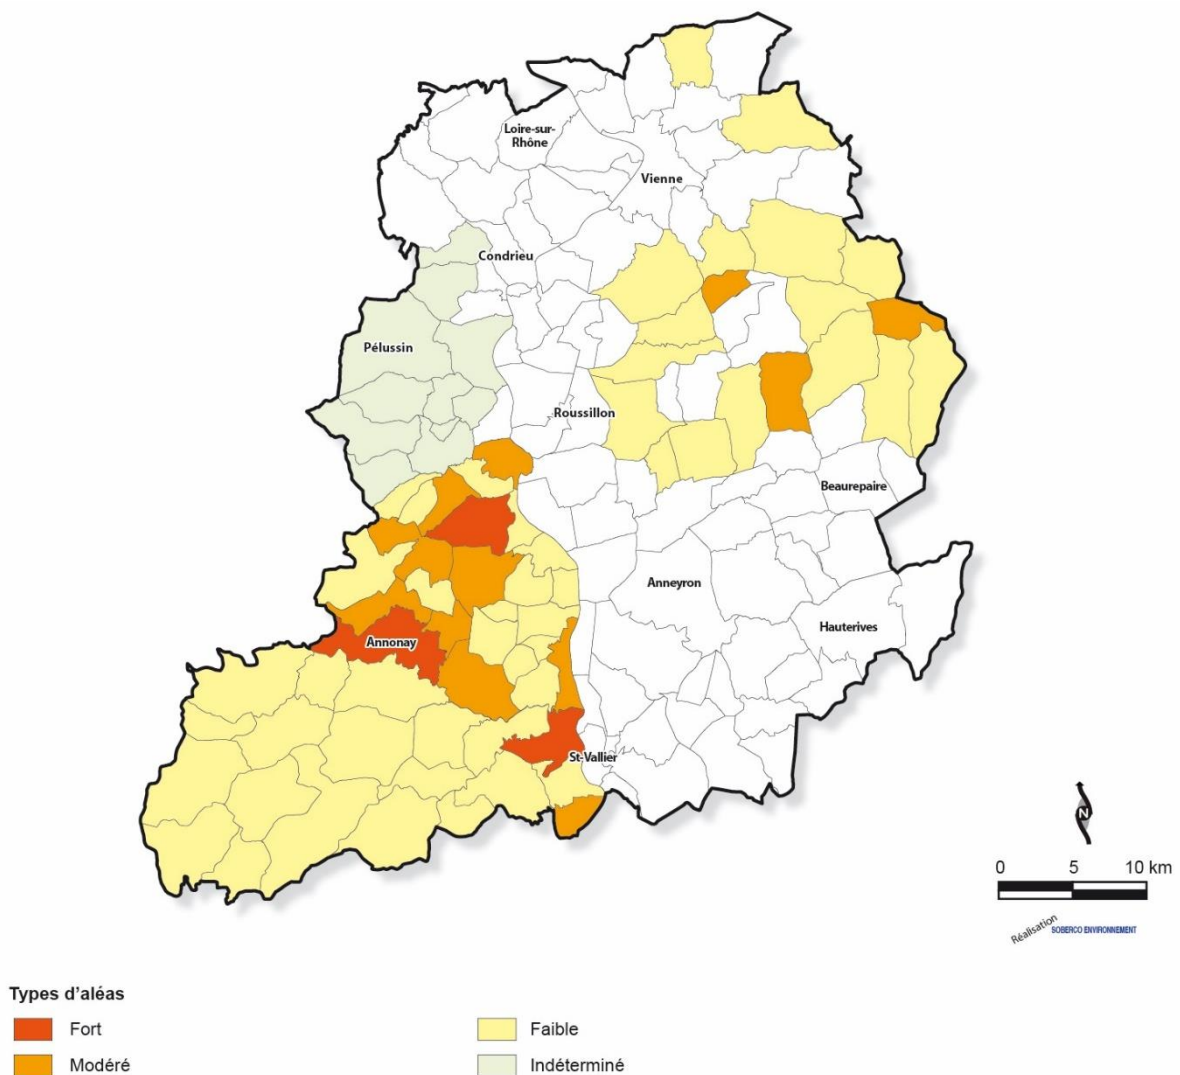 Loire-sur-
Rhône
Vienne
Condrieu
Pélussin
Roussillon
Beaurepaire
Anneyron
Hauterives
Annonay
St-Vallier
N
0 5 10 km
Réalisation SOBERCO ENVIRONNEMENT
Types d’aléas
Fort
Faible
Modéré
Indéterminé